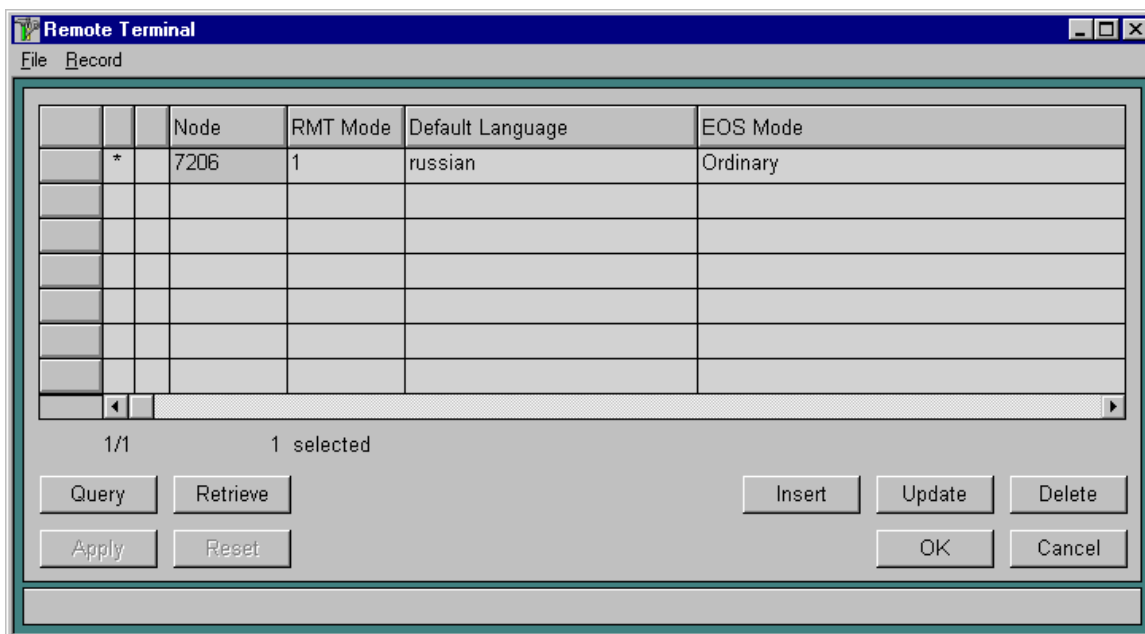 Remote Terminal
File Record
Node RMT Mode Default Language EOS Mode
* 7206 1 russian Ordinary
1/1 1 selected
Query Retrieve Insert Update Delete
Apply Reset OK Cancel